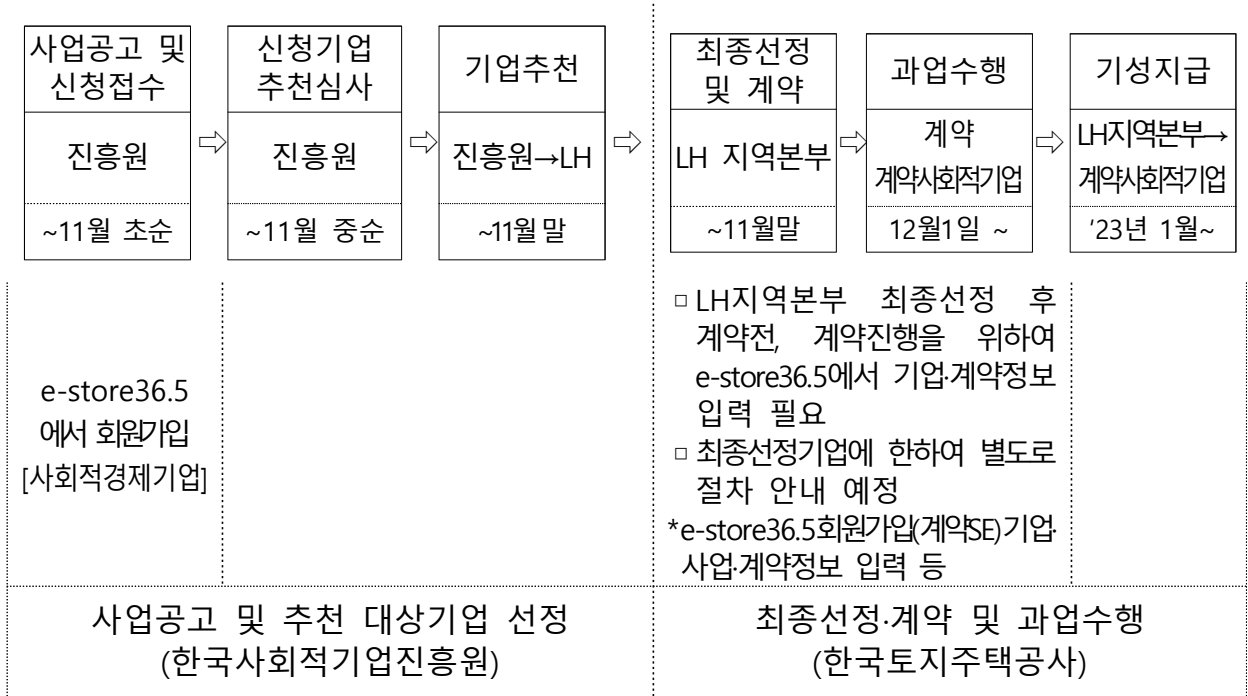 사업공고 및
신청접수
진흥원
~11월 초순
⇨
신청기업
추천심사
진흥원
~11월 중순
⇨
기업추천
진흥원→LH
~11월 말
⇨
최종선정
및 계약
LH 지역본부
~11월말
⇨
과업수행
계약
계약사회적기업
12월1일 ~
⇨
기성지급
LH지역본부→
계약사회적기업
’23년 1월~
e-store36.5
에서 회원가입
[사회적경제기업]
□ LH지역본부 최종선정 후
계약전, 계약진행을 위하여
e-store36.5에서 기업·계약정보
입력 필요
□ 최종선정기업에 한하여 별도로
절차 안내 예정
*e-store36.5회원가입(계약SE)기업·
사업·계약정보 입력 등
사업공고 및 추천 대상기업 선정
(한국사회적기업진흥원)
최종선정·계약 및 과업수행
(한국토지주택공사)